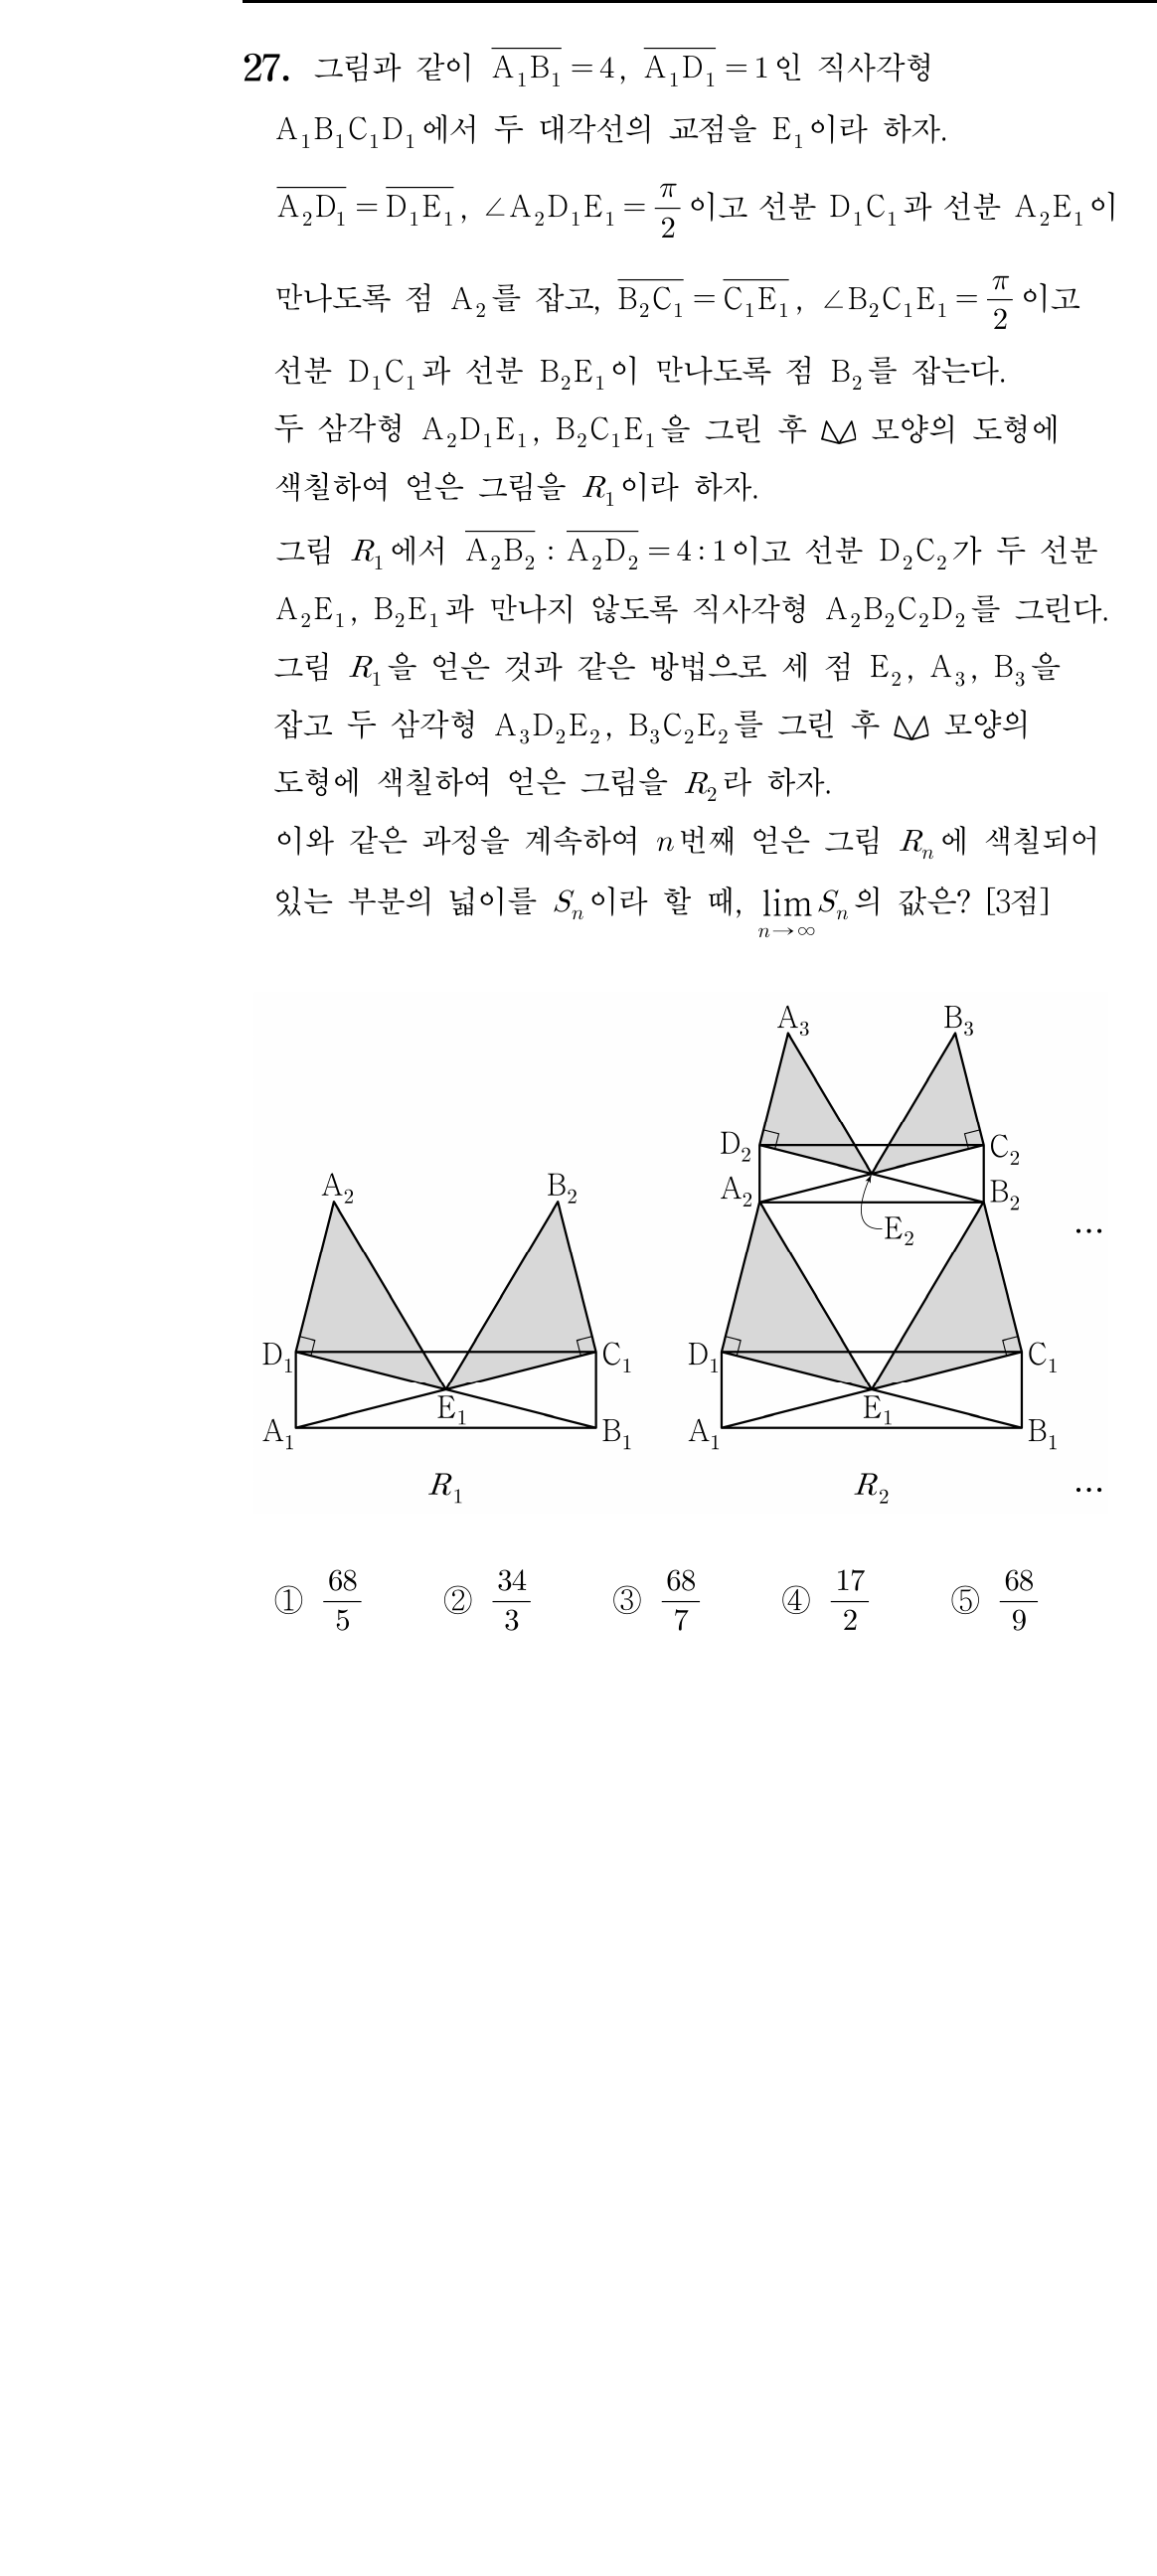 27. 그림과 같이 $\overline{A_1B_1}=4$, $\overline{A_1D_1}=1$인 직사각형
$A_1B_1C_1D_1$에서 두 대각선의 교점을 $E_1$이라 하자.
$\overline{A_2D_1}=\overline{D_1E_1}$, $\angle A_2D_1E_1=\frac{\pi}{2}$이고 선분 $D_1C_1$과 선분 $A_2E_1$이
만나도록 점 $A_2$를 잡고, $\overline{B_2C_1}=\overline{C_1E_1}$, $\angle B_2C_1E_1=\frac{\pi}{2}$이고
선분 $D_1C_1$과 선분 $B_2E_1$이 만나도록 점 $B_2$를 잡는다.
두 삼각형 $A_2D_1E_1$, $B_2C_1E_1$을 그린 후 모양의 도형에
색칠하여 얻은 그림을 $R_1$이라 하자.
그림 $R_1$에서 $\overline{A_2B_2}:\overline{A_2D_2}=4:1$이고 선분 $D_2C_2$가 두 선분
$A_2E_1$, $B_2E_1$과 만나지 않도록 직사각형 $A_2B_2C_2D_2$를 그린다.
그림 $R_1$을 얻은 것과 같은 방법으로 세 점 $E_2$, $A_3$, $B_3$을
잡고 두 삼각형 $A_3D_2E_2$, $B_3C_2E_2$를 그린 후 모양의
도형에 색칠하여 얻은 그림을 $R_2$라 하자.
이와 같은 과정을 계속하여 $n$번째 얻은 그림 $R_n$에 색칠되어
있는 부분의 넓이를 $S_n$이라 할 때, $\lim_{n\to\infty}S_n$의 값은? [3점]
$A_3$ $B_3$
$D_2$ $C_2$
$A_2$ $B_2$ $A_2$ $B_2$
$E_2$ …
$D_1$ $C_1$ $D_1$ $C_1$
$E_1$ $E_1$
$A_1$ $B_1$ $A_1$ $B_1$
$R_1$ $R_2$ …
① $\frac{68}{5}$ ② $\frac{34}{3}$ ③ $\frac{68}{7}$ ④ $\frac{17}{2}$ ⑤ $\frac{68}{9}$